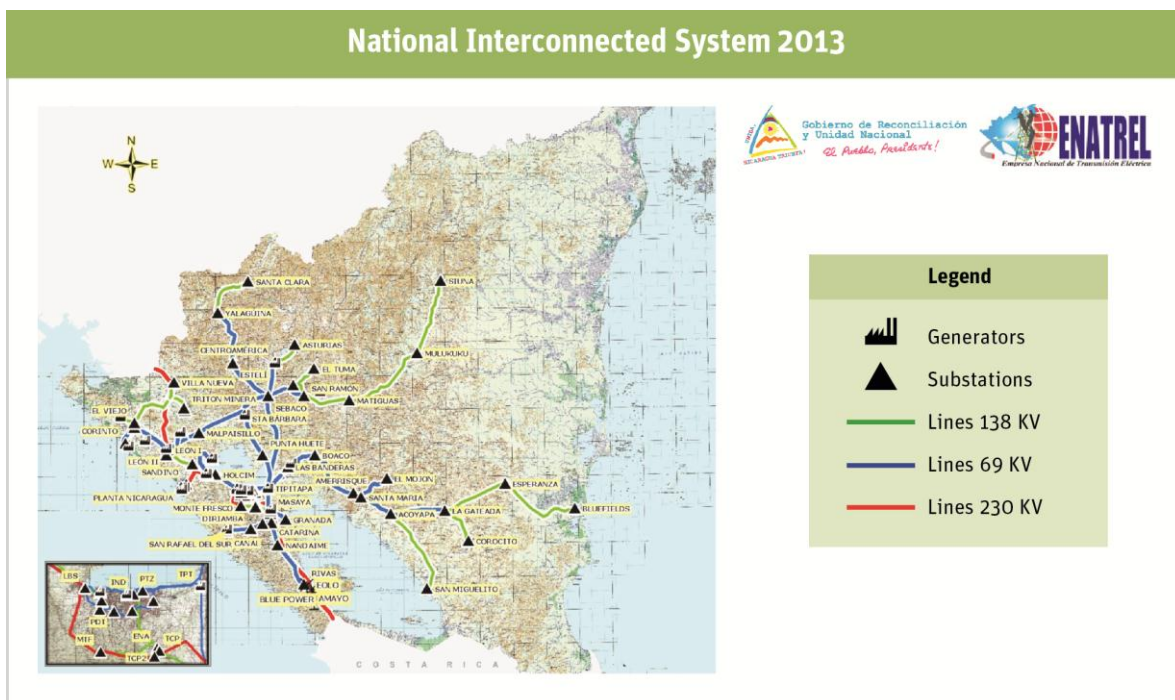 National Interconnected System 2013
UNIDA,
NICARAGUA TRIUNFA!
Gobierno de Reconciliación
y Unidad Nacional
El Pueblo, Presidente!
ENATREL
Empresa Nacional de Transmisión Eléctrica
N
W
E
S
SANTA CLARA
SIUNA
YALAGUINA
ASTURIAS
CENTROAMÉRICA
MULUKUKU
ESTELÍ
EL TUMA
VILLA NUEVA
SAN RAMÓN
TRITON MINERA
MATIGUAS
SEBACO
EL VIEJO
STA BÁRBARA
CORINTO
MALPAISILLO
LEÓN I
PUNTA HUETE
BOACO
LEÓN II
LAS BANDERAS
SANDINO
HOLCIM
AMERRISQUE
EL MOJON
ESPERANZA
PLANTA NICARAGUA
TIPITAPA
SANTA MARIA
MASAYA
MONTE FRESCO
ACOYAPA
LA GATEADA
BLUEFIELDS
DIRIAMBA
GRANADA
CATARINA
SAN RAFAEL DEL SUR
CANAL
COROCITO
NANDAIME
RIVAS
EOLO
BLUE POWER
AMAYO
SAN MIGUELITO
LBS
IND
PTZ
TPT
PDT
MTF
ENA
TCP
TCP2
COSTA RICA
Legend
Generators
Substations
Lines 138 KV
Lines 69 KV
Lines 230 KV